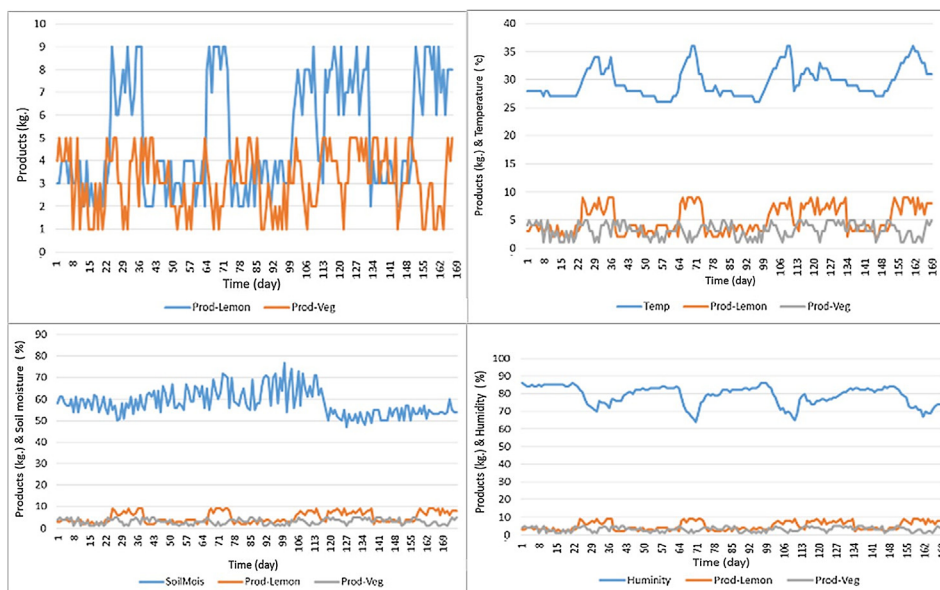 Products (kg.)
10
9
8
7
6
5
4
3
2
1
0
1 8 15 22 29 36 43 50 57 64 71 78 85 92 99 106 113 120 127 134 141 148 155 162 169
Time (day)
Prod-Lemon Prod-Veg
Products (kg.) & Temperature ( °c)
40
35
30
25
20
15
10
5
0
1 8 15 22 29 36 43 50 57 64 71 78 85 92 99 106 113 120 127 134 141 148 155 162 169
Time (day)
Temp Prod-Lemon Prod-Veg
Products (kg.) & Soil moisture ( %)
90
80
70
60
50
40
30
20
10
0
1 8 15 22 29 36 43 50 57 64 71 78 85 92 99 106 113 120 127 134 141 148 155 162 169
Time (day)
SoilMois Prod-Lemon Prod-Veg
Products (kg.) & Humidity ( %)
100
90
80
70
60
50
40
30
20
10
0
1 8 15 22 29 36 43 50 57 64 71 78 85 92 99 106 113 120 127 134 141 148 155 162
Time (day)
Huminity Prod-Lemon Prod-Veg